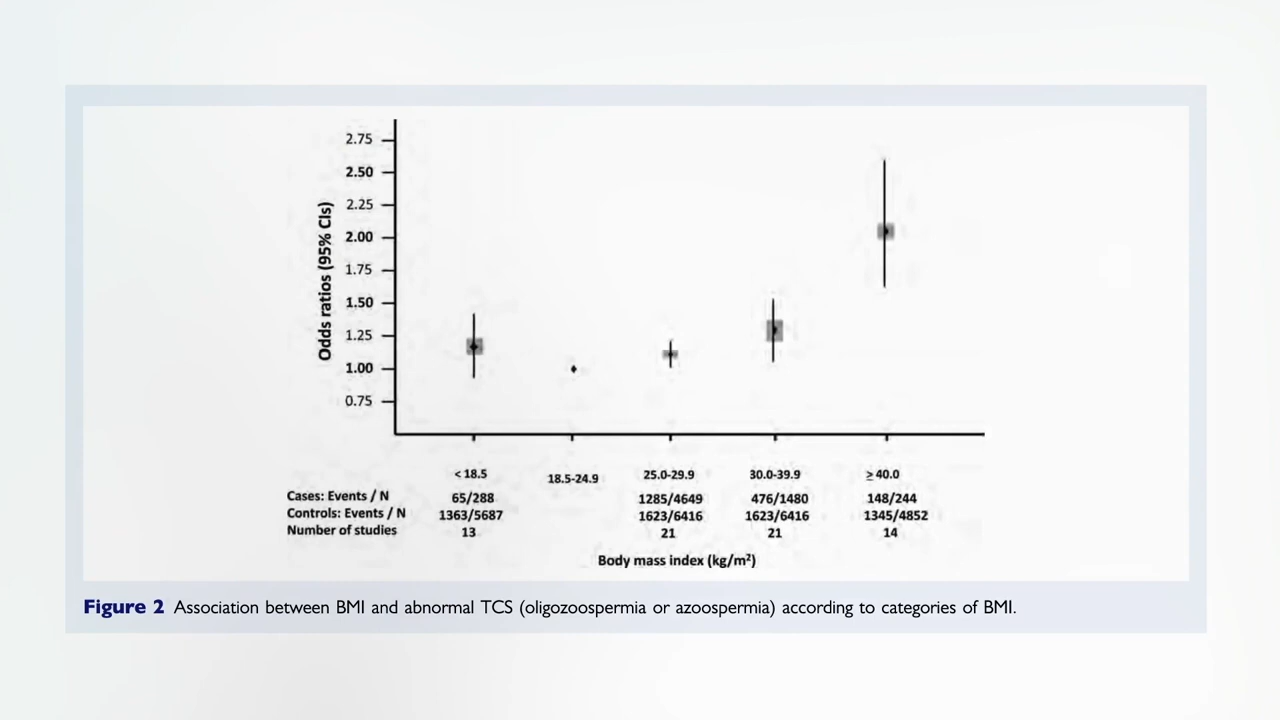 2.75
2.50
2.25
2.00
1.75
1.50
1.25
1.00
0.75
Odds ratios (95% CIs)
< 18.5 18.5-24.9 25.0-29.9 30.0-39.9 ≥ 40.0
Cases: Events / N 65/288 1285/4649 476/1480 148/244
Controls: Events / N 1363/5687 1623/6416 1623/6416 1345/4852
Number of studies 13 21 21 14
Body mass index (kg/m²)
Figure 2 Association between BMI and abnormal TCS (oligozoospermia or azoospermia) according to categories of BMI.